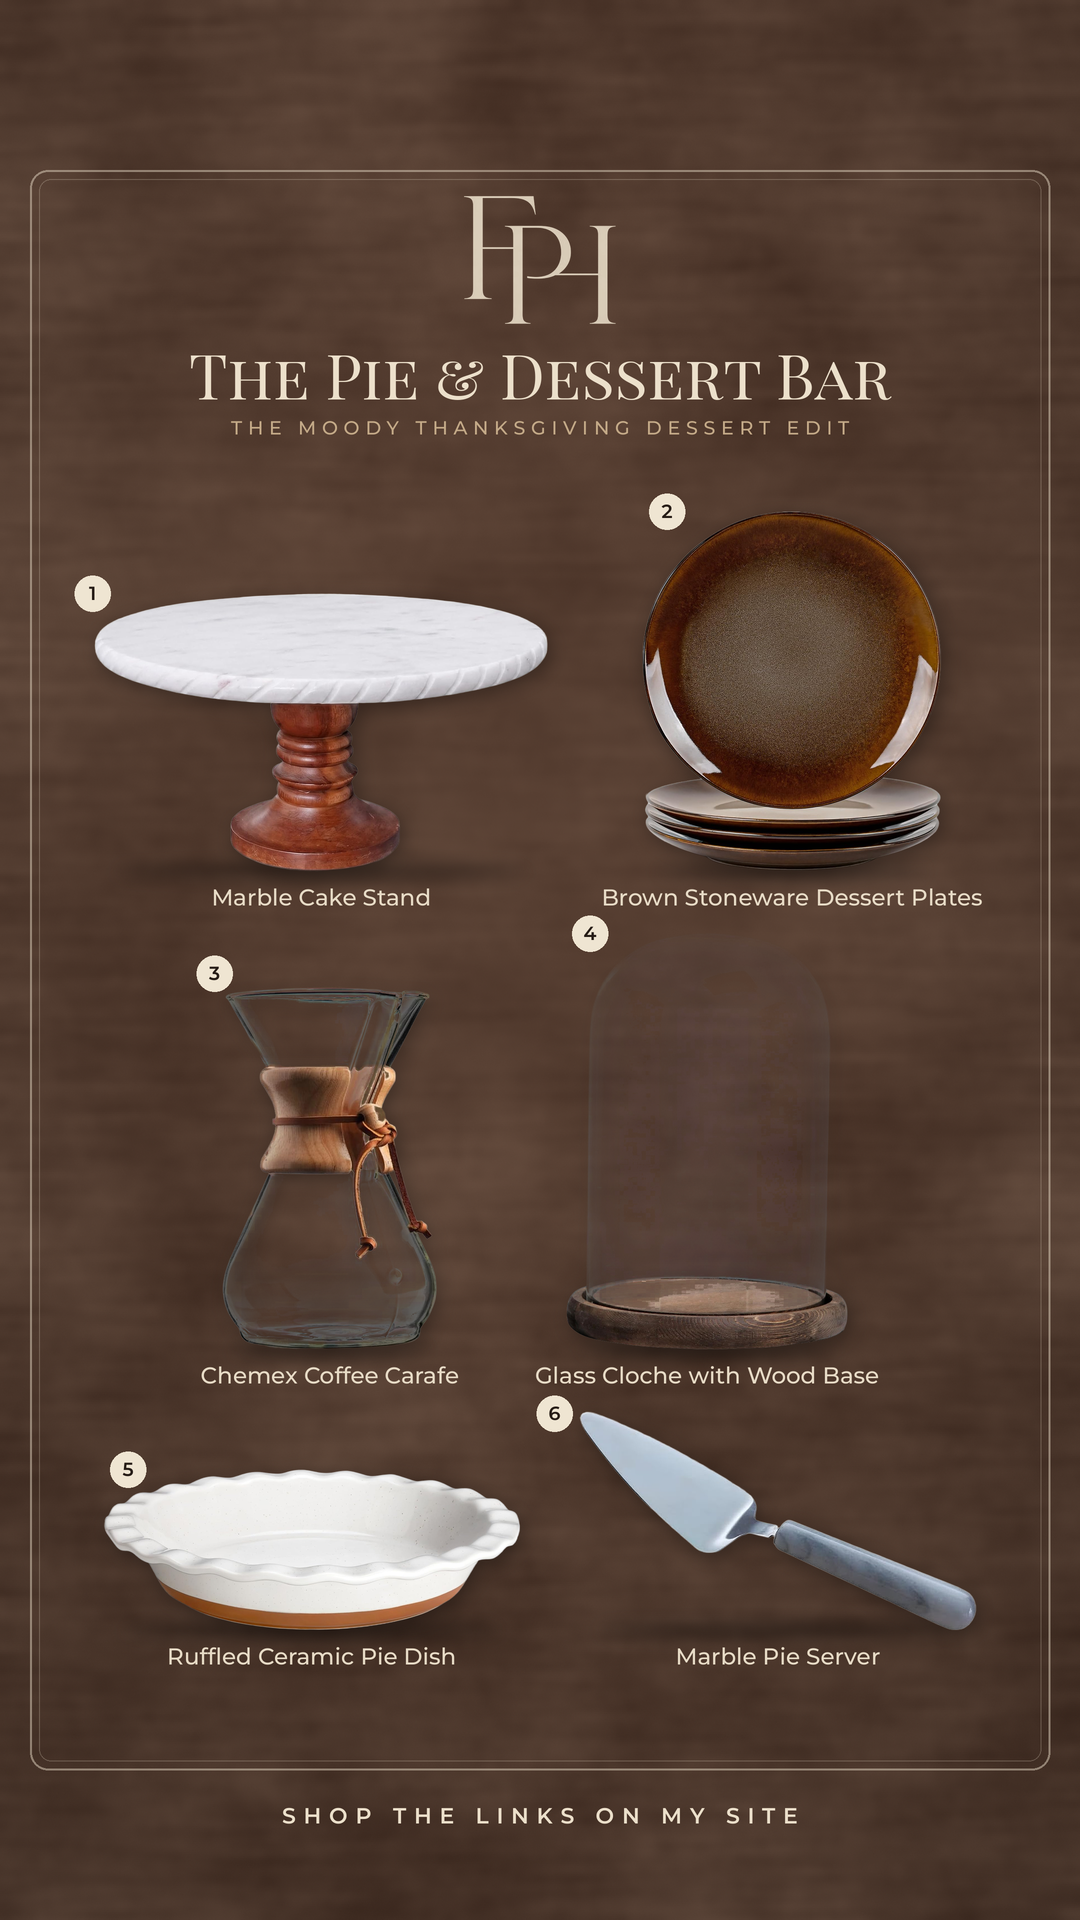 FPH
The Pie & Dessert Bar
THE MOODY THANKSGIVING DESSERT EDIT
1
Marble Cake Stand
2
Brown Stoneware Dessert Plates
3
Chemex Coffee Carafe
4
Glass Cloche with Wood Base
5
Ruffled Ceramic Pie Dish
6
Marble Pie Server
SHOP THE LINKS ON MY SITE